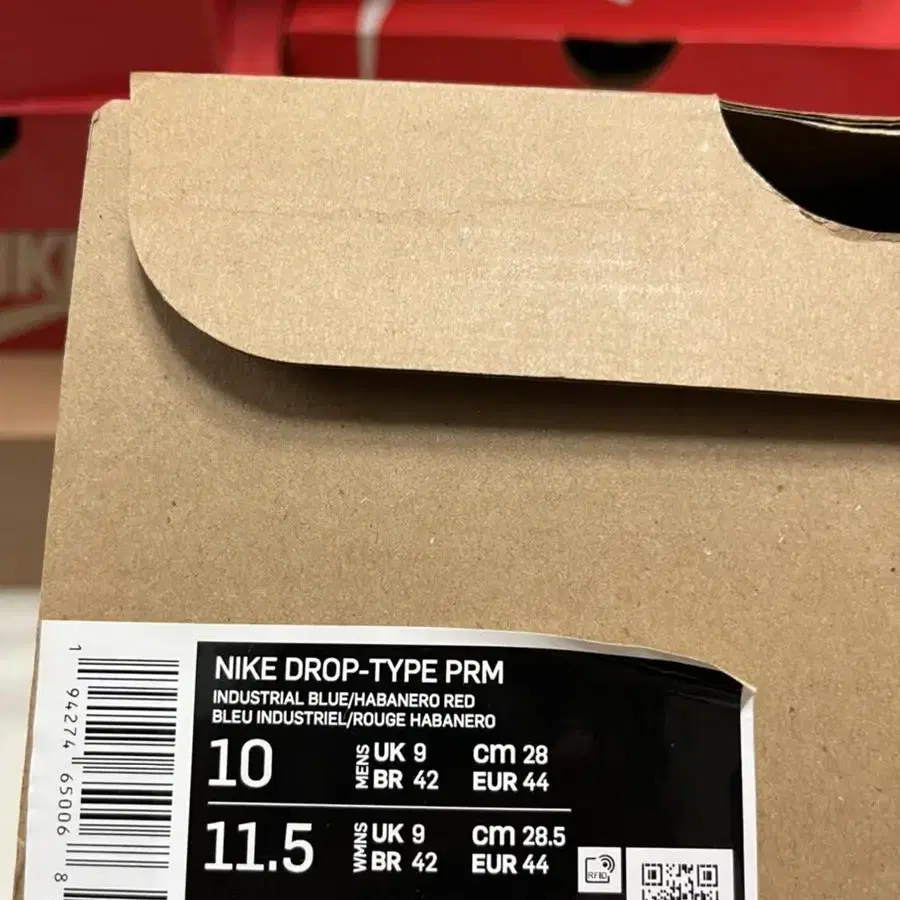 NIKE DROP-TYPE PRM
INDUSTRIAL BLUE/HABANERO RED
BLEU INDUSTRIEL/ROUGE HABANERO
10 MENS UK 9 cm 28
BR 42 EUR 44
11.5 WMNS UK 9 cm 28.5
BR 42 EUR 44
RFID
1 94274 65006 8